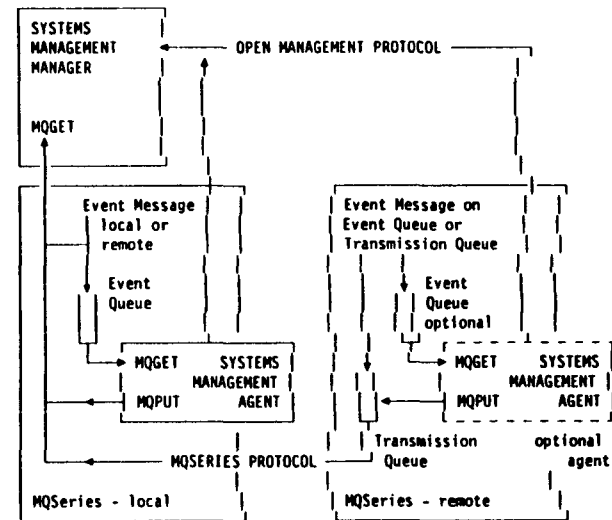 SYSTEMS
MANAGEMENT
MANAGER
OPEN MANAGEMENT PROTOCOL
MQGET
Event Message
local or
remote
Event
Queue
MQGET SYSTEMS
MANAGEMENT
MQPUT AGENT
Event Message on
Event Queue or
Transmission Queue
Event
Queue
optional
MQGET SYSTEMS
MANAGEMENT
MQPUT AGENT
MQSERIES PROTOCOL
Transmission
Queue
optional
agent
MQSeries - local
MQSeries - remote